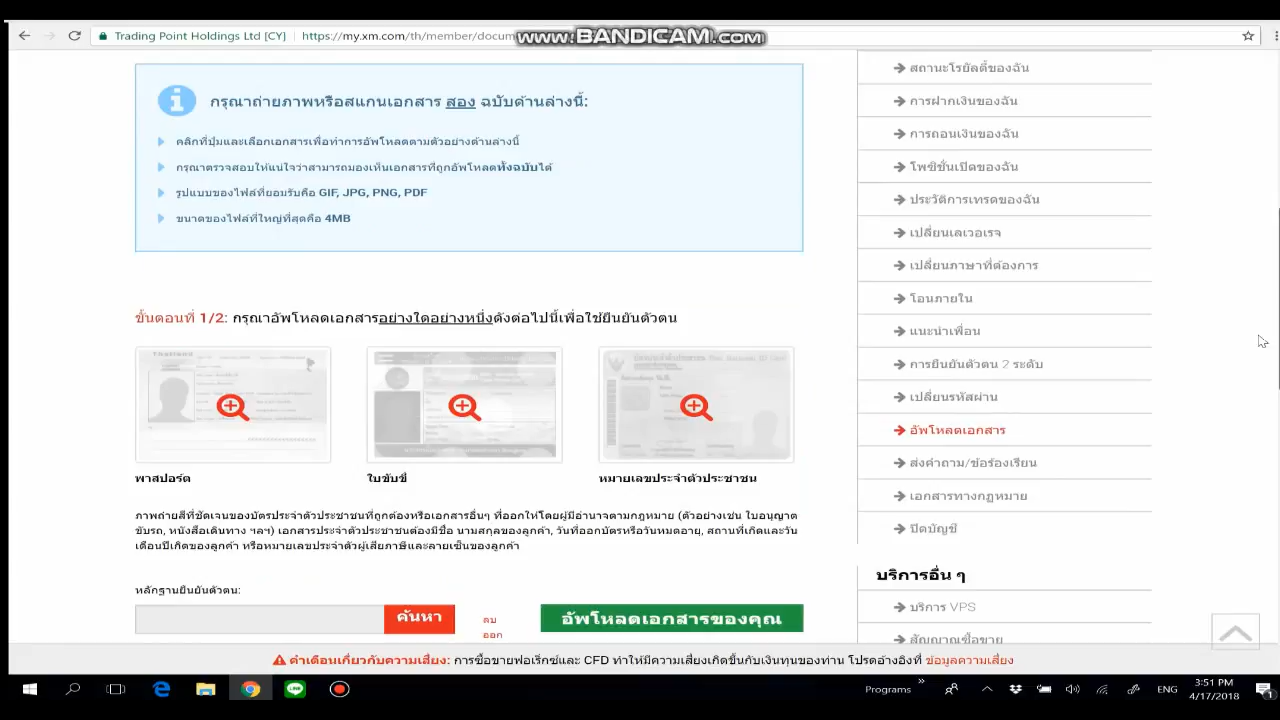 Trading Point Holdings Ltd [CY]
https://my.xm.com/th/member/docum
www.BANDICAM.com
กรุณาถ่ายภาพหรือสแกนเอกสาร สอง ฉบับด้านล่างนี้:
คลิกที่ปุ่มและเลือกเอกสารเพื่อทำการอัพโหลดตามตัวอย่างด้านล่างนี้
กรุณาตรวจสอบให้แน่ใจว่าสามารถมองเห็นเอกสารที่ถูกอัพโหลดทั้งฉบับได้
รูปแบบของไฟล์ที่ยอมรับคือ GIF, JPG, PNG, PDF
ขนาดของไฟล์ที่ใหญ่ที่สุดคือ 4MB
ขั้นตอนที่ 1/2: กรุณาอัพโหลดเอกสารอย่างใดอย่างหนึ่งดังต่อไปนี้เพื่อใช้ยืนยันตัวตน
พาสปอร์ต
ใบขับขี่
หมายเลขประจำตัวประชาชน
ภาพถ่ายสีที่ชัดเจนของบัตรประจำตัวประชาชนที่ถูกต้องหรือเอกสารอื่นๆ ที่ออกให้โดยผู้มีอำนาจตามกฎหมาย (ตัวอย่างเช่น ใบอนุญาต
ขับรถ, หนังสือเดินทาง ฯลฯ) เอกสารประจำตัวประชาชนต้องมีชื่อ นามสกุลของลูกค้า, วันที่ออกบัตรหรือวันหมดอายุ, สถานที่เกิดและวัน
เดือนปีเกิดของลูกค้า หรือหมายเลขประจำตัวผู้เสียภาษีและลายเซ็นของลูกค้า
หลักฐานยืนยันตัวตน:
ค้นหา
ลบ
ออก
อัพโหลดเอกสารของคุณ
สถานะโรยัลตี้ของฉัน
การฝากเงินของฉัน
การถอนเงินของฉัน
โพซิชั่นเปิดของฉัน
ประวัติการเทรดของฉัน
เปลี่ยนเลเวอเรจ
เปลี่ยนภาษาที่ต้องการ
โอนภายใน
แนะนำเพื่อน
การยืนยันตัวตน 2 ระดับ
เปลี่ยนรหัสผ่าน
อัพโหลดเอกสาร
ส่งคำถาม/ข้อร้องเรียน
เอกสารทางกฎหมาย
ปิดบัญชี
บริการอื่น ๆ
บริการ VPS
สัญญาณซื้อขาย
คำเตือนเกี่ยวกับความเสี่ยง: การซื้อขายฟอเร็กซ์และ CFD ทำให้มีความเสี่ยงเกิดขึ้นกับเงินทุนของท่าน โปรดอ้างอิงที่ ข้อมูลความเสี่ยง
Programs
ENG
3:51 PM
4/17/2018